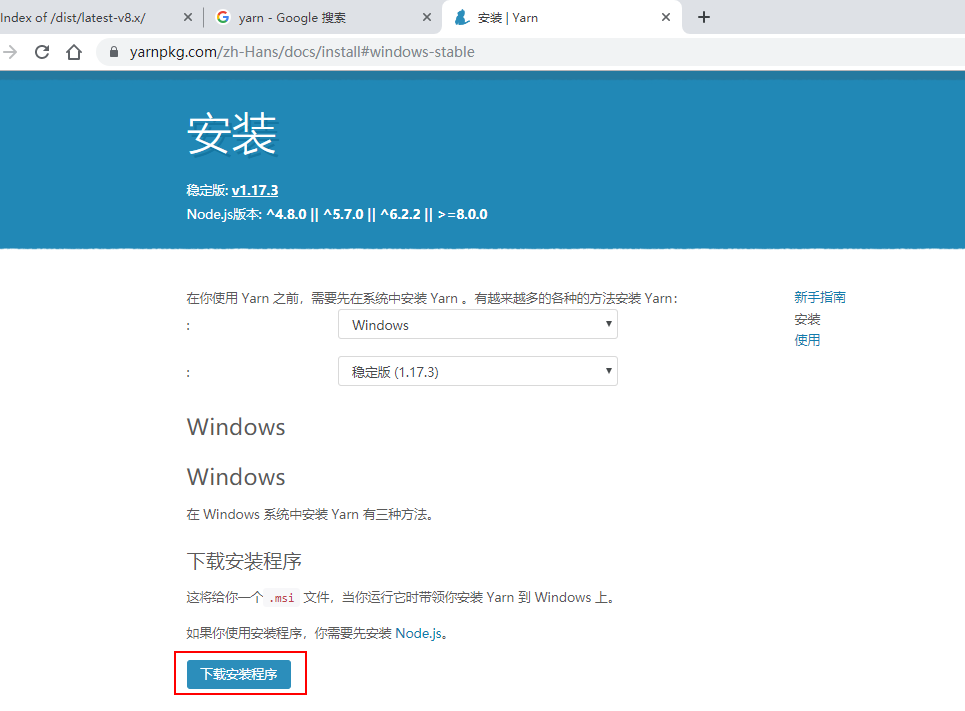 Index of /dist/latest-v8.x/
yarn - Google 搜索
安装 | Yarn
yarnpkg.com/zh-Hans/docs/install#windows-stable
安装
稳定版: v1.17.3
Node.js版本: ^4.8.0 || ^5.7.0 || ^6.2.2 || >=8.0.0
在你使用 Yarn 之前，需要先在系统中安装 Yarn 。有越来越多的各种的方法安装 Yarn：
: Windows
: 稳定版 (1.17.3)
新手指南
安装
使用
Windows
Windows
在 Windows 系统中安装 Yarn 有三种方法。
下载安装程序
这将给你一个 .msi 文件，当你运行它时带领你安装 Yarn 到 Windows 上。
如果你使用安装程序，你需要先安装 Node.js。
下载安装程序